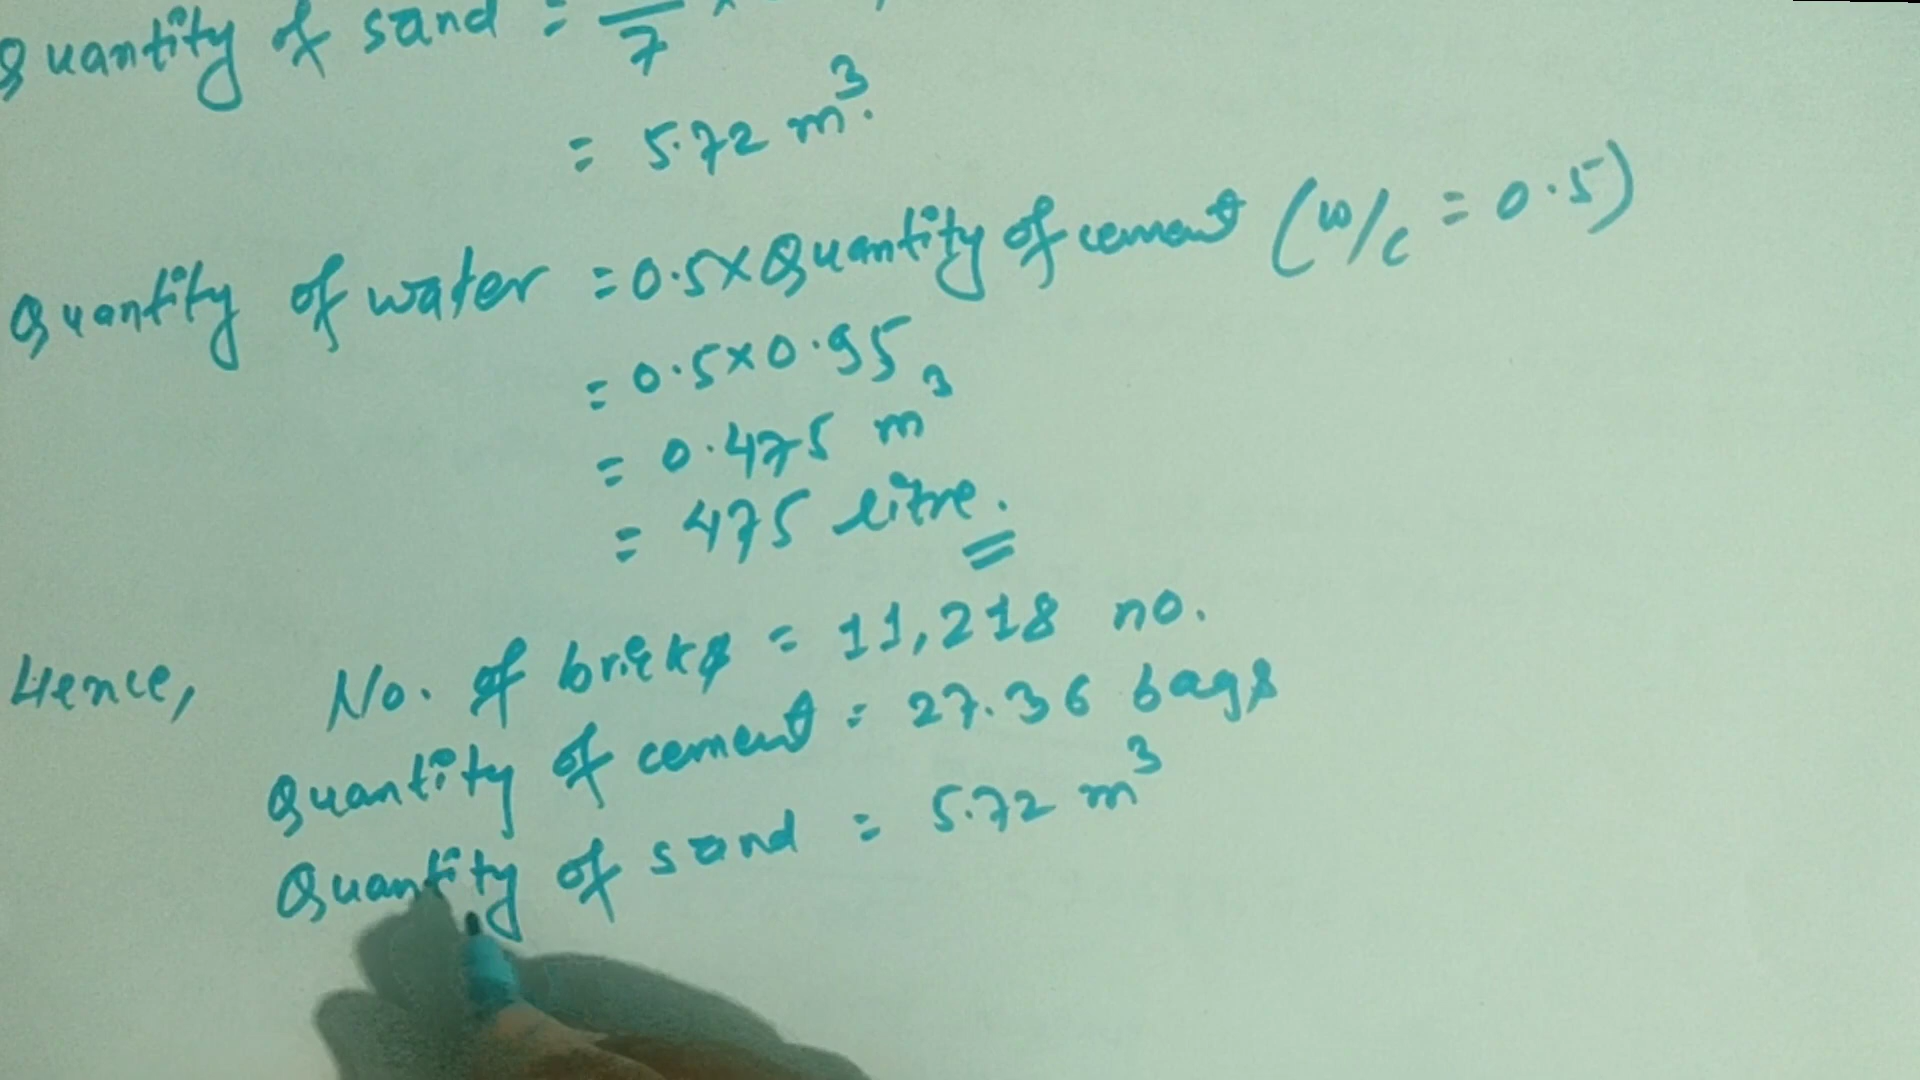 Quantity of sand = /7 ×
= 5.72 m³.
Quantity of water = 0.5×Quantity of cement (w/c = 0.5)
= 0.5×0.95
= 0.475 m³
= 475 litre.
Hence, No. of bricks = 11,218 no.
Quantity of cement = 27.36 bags
Quantity of sand = 5.72 m³